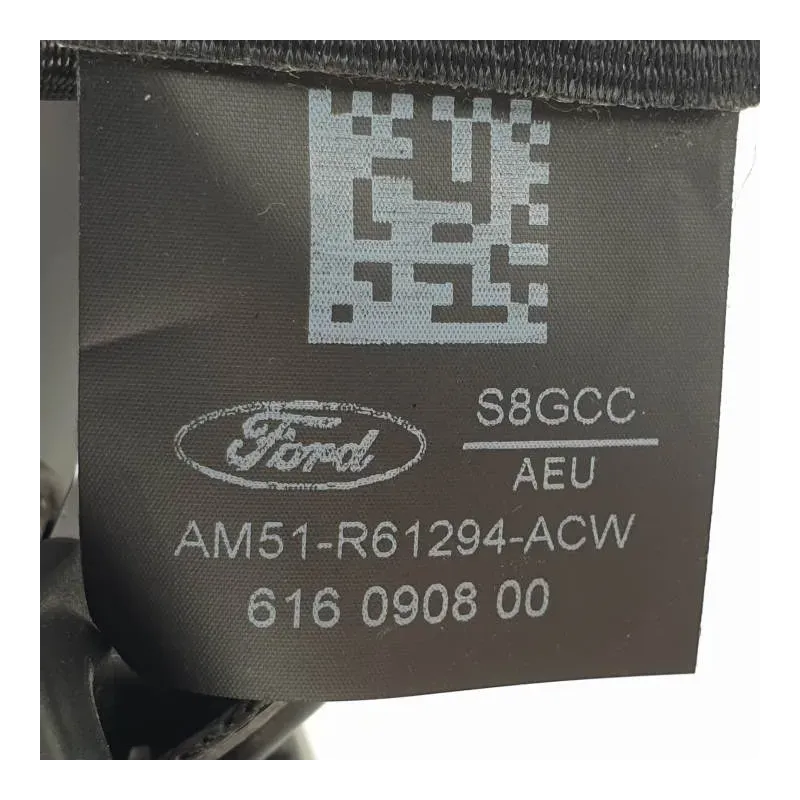 S8GCC
AEU
Ford
AM51-R61294-ACW
616 0908 00